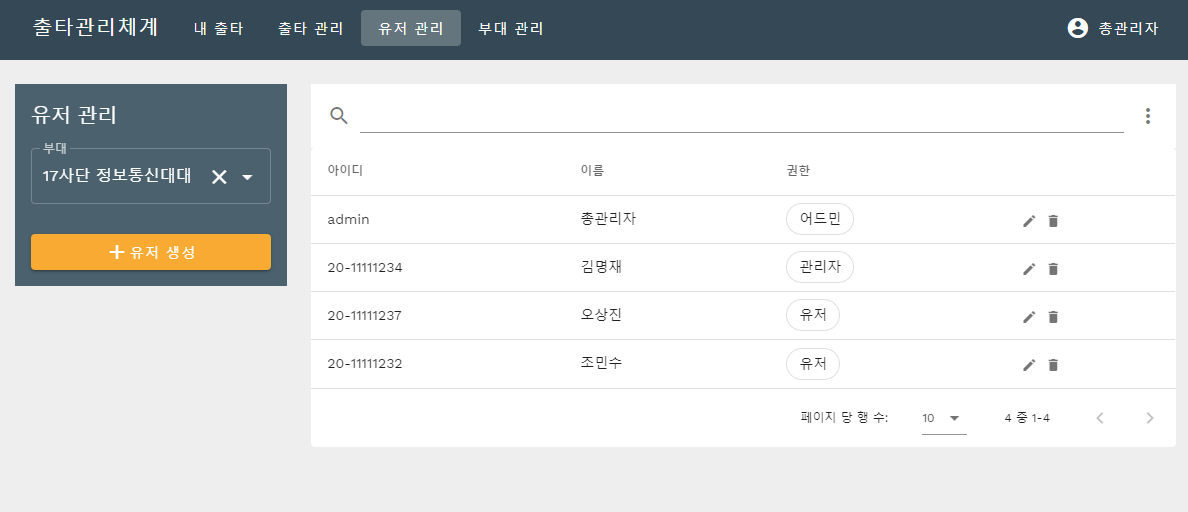 출타관리체계 내 출타 출타 관리 유저 관리 부대 관리 총관리자
유저 관리
부대
17사단 정보통신대대
유저 생성
아이디 이름 권한
admin 총관리자 어드민
20-11111234 김명재 관리자
20-11111237 오상진 유저
20-11111232 조민수 유저
페이지 당 행 수: 10 4 중 1-4